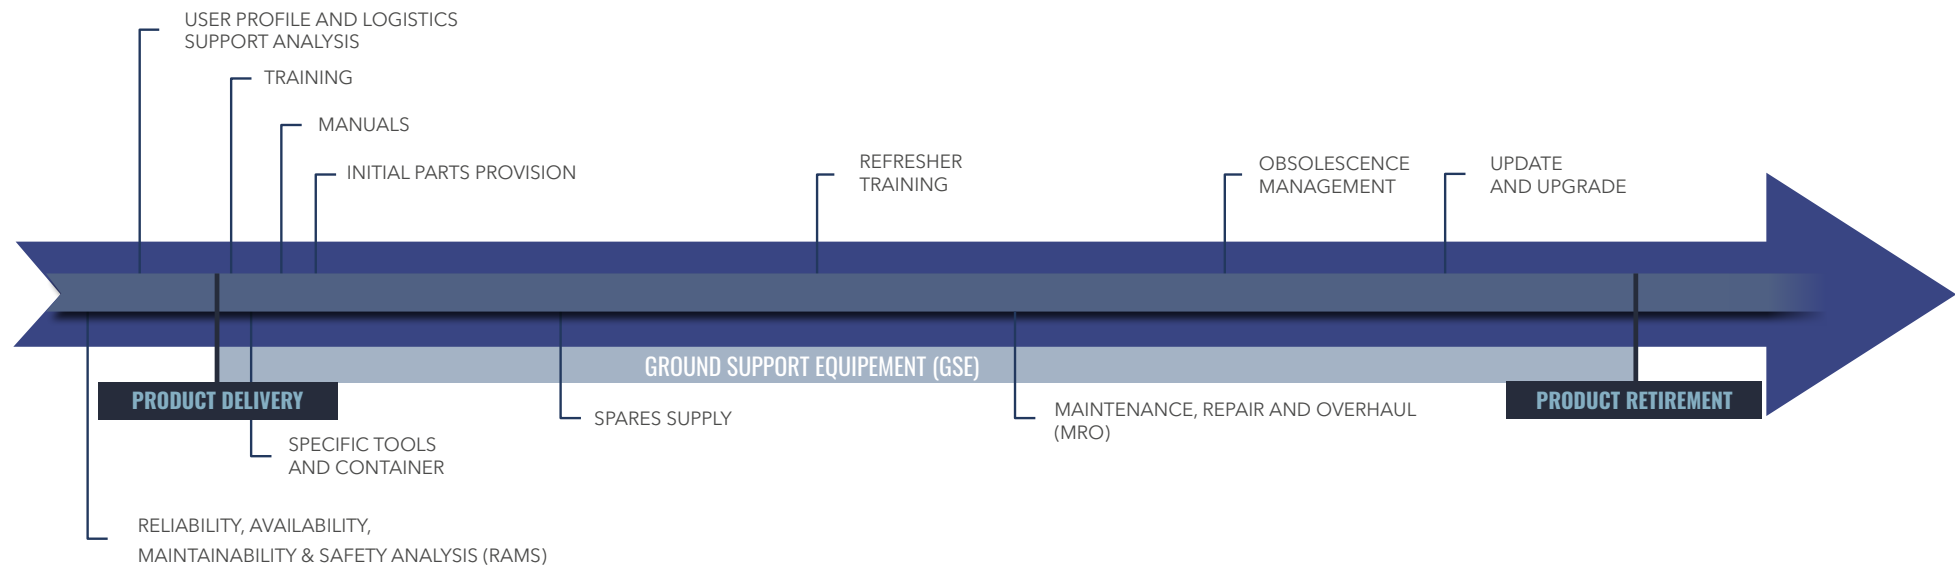 USER PROFILE AND LOGISTICS
SUPPORT ANALYSIS
TRAINING
MANUALS
INITIAL PARTS PROVISION
REFRESHER
TRAINING
OBSOLESCENCE
MANAGEMENT
UPDATE
AND UPGRADE
GROUND SUPPORT EQUIPEMENT (GSE)
PRODUCT DELIVERY
PRODUCT RETIREMENT
SPARES SUPPLY
MAINTENANCE, REPAIR AND OVERHAUL
(MRO)
SPECIFIC TOOLS
AND CONTAINER
RELIABILITY, AVAILABILITY,
MAINTAINABILITY & SAFETY ANALYSIS (RAMS)